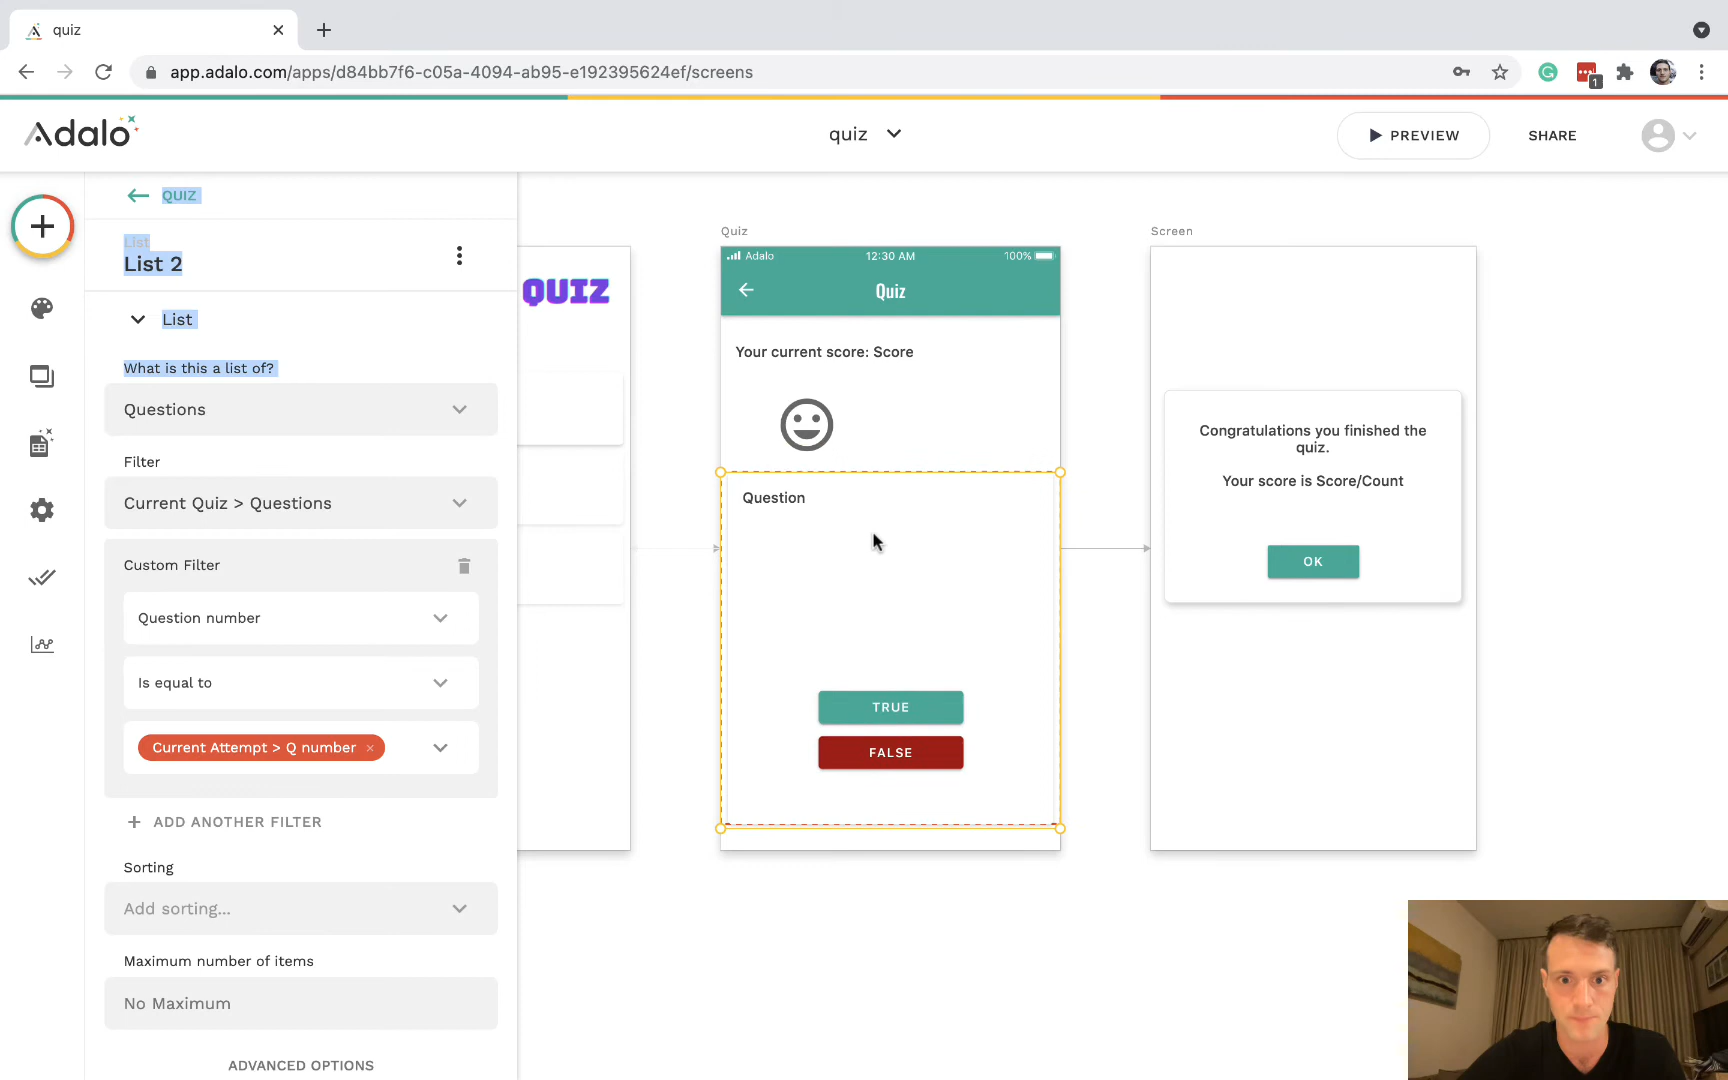 quiz
app.adalo.com/apps/d84bb7f6-c05a-4094-ab95-e192395624ef/screens
1
Adalo
quiz
PREVIEW
SHARE
QUIZ
List
List 2
List
What is this a list of?
Questions
Filter
Current Quiz > Questions
Custom Filter
Question number
Is equal to
Current Attempt > Q number ×
ADD ANOTHER FILTER
Sorting
Add sorting...
Maximum number of items
No Maximum
ADVANCED OPTIONS
QUIZ
Quiz
Adalo
12:30 AM
100%
Quiz
Your current score: Score
Question
TRUE
FALSE
Screen
Congratulations you finished the
quiz.
Your score is Score/Count
OK